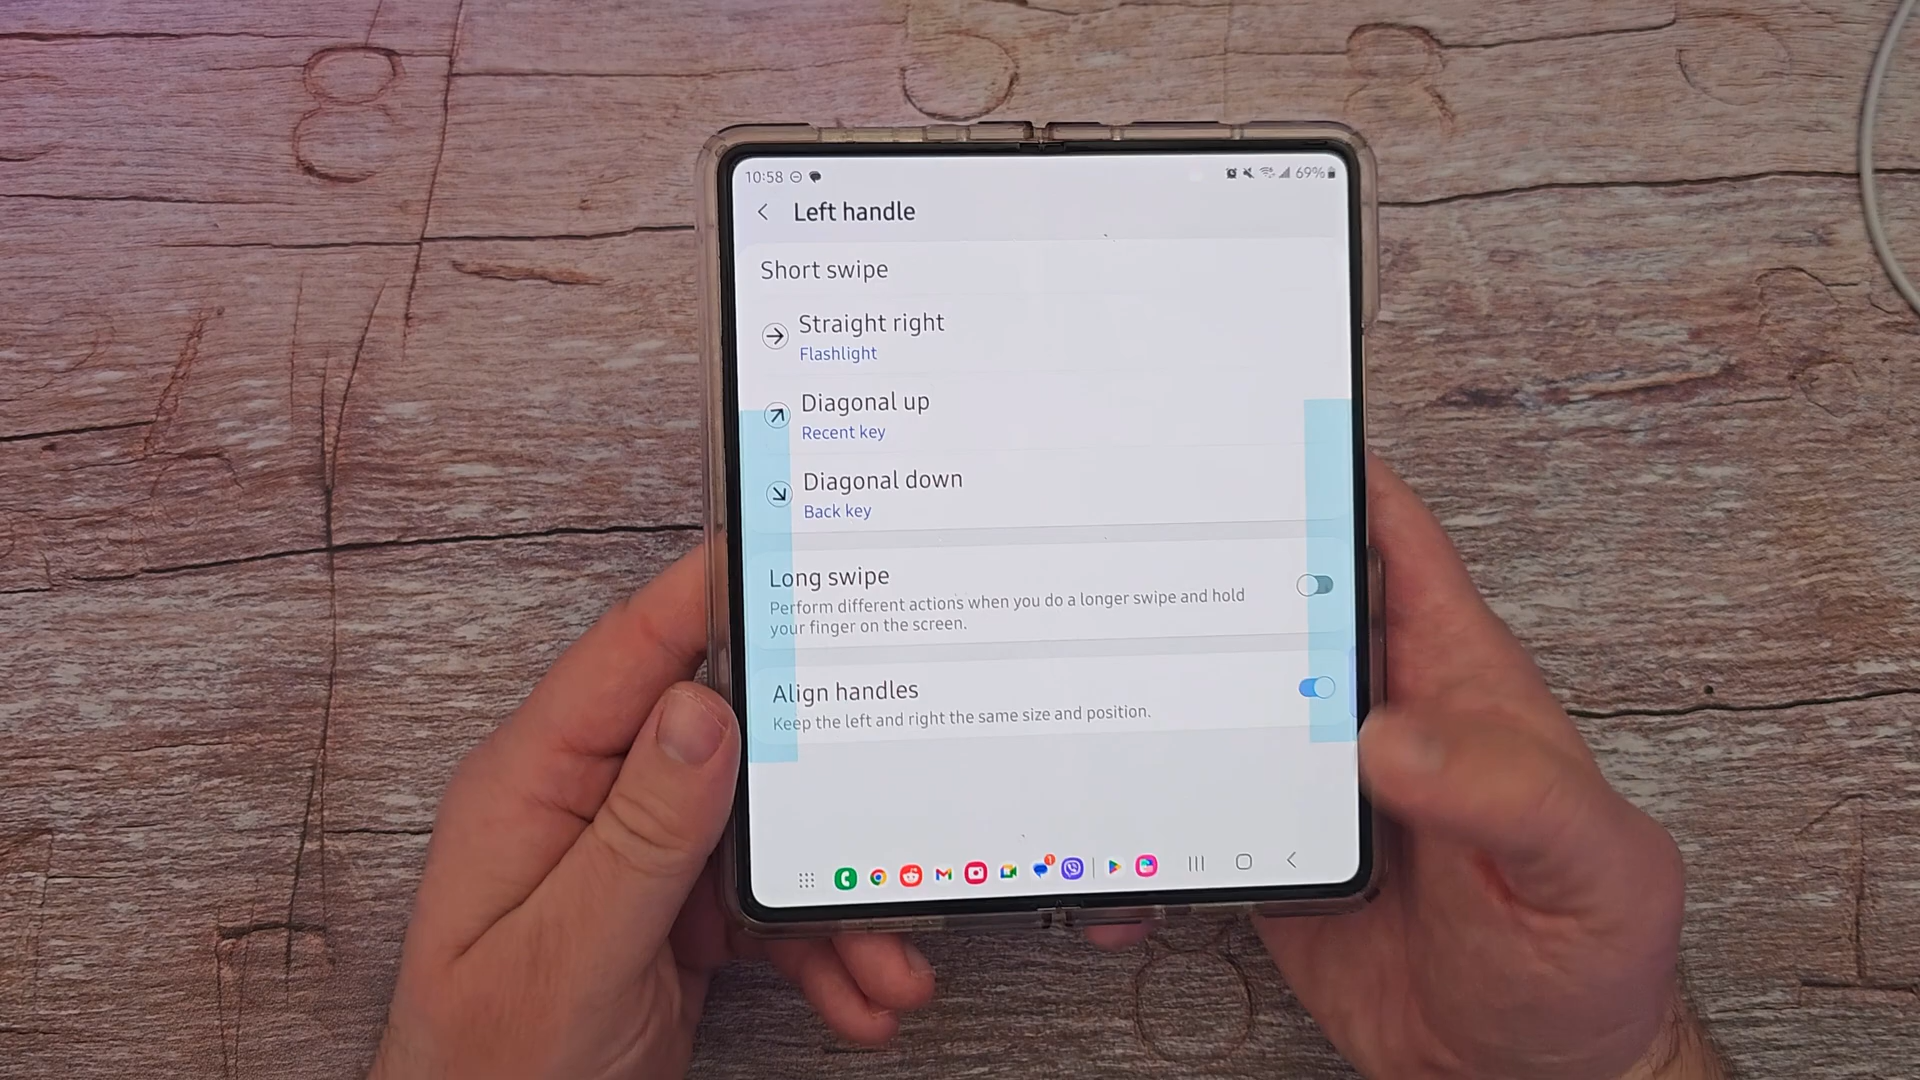 10:58
69%
Left handle
Short swipe
Straight right
Flashlight
Diagonal up
Recent key
Diagonal down
Back key
Long swipe
Perform different actions when you do a longer swipe and hold
your finger on the screen.
Align handles
Keep the left and right the same size and position.
1